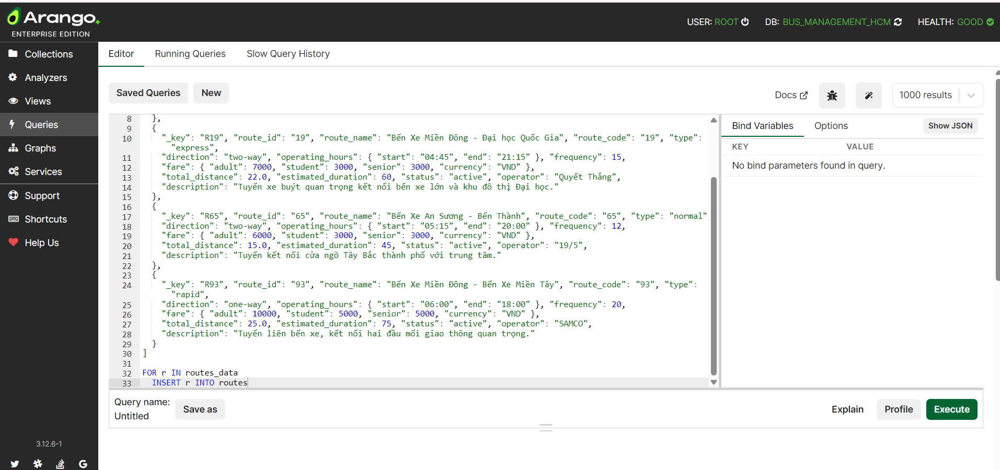 Arango
ENTERPRISE EDITION
USER: ROOT
DB: BUS_MANAGEMENT_HCM
HEALTH: GOOD
Collections
Analyzers
Views
Queries
Graphs
Services
Support
Shortcuts
Help Us
3.12.6-1
Editor
Running Queries
Slow Query History
Saved Queries
New
Docs
1000 results
8 },
9 {
10 "_key": "R19", "route_id": "19", "route_name": "Bến Xe Miền Đông - Đại học Quốc Gia", "route_code": "19", "type":
"express",
11 "direction": "two-way", "operating_hours": { "start": "04:45", "end": "21:15" }, "frequency": 15,
12 "fare": { "adult": 7000, "student": 3000, "senior": 3000, "currency": "VND" },
13 "total_distance": 22.0, "estimated_duration": 60, "status": "active", "operator": "Quyết Thắng",
14 "description": "Tuyến xe buýt quan trọng kết nối bến xe lớn và khu đô thị Đại học."
15 },
16 {
17 "_key": "R65", "route_id": "65", "route_name": "Bến Xe An Sương - Bến Thành", "route_code": "65", "type": "normal",
18 "direction": "two-way", "operating_hours": { "start": "05:15", "end": "20:00" }, "frequency": 12,
19 "fare": { "adult": 6000, "student": 3000, "senior": 3000, "currency": "VND" },
20 "total_distance": 15.0, "estimated_duration": 45, "status": "active", "operator": "19/5",
21 "description": "Tuyến kết nối cửa ngõ Tây Bắc thành phố với trung tâm."
22 },
23 {
24 "_key": "R93", "route_id": "93", "route_name": "Bến Xe Miền Đông - Bến Xe Miền Tây", "route_code": "93", "type":
"rapid",
25 "direction": "one-way", "operating_hours": { "start": "06:00", "end": "18:00" }, "frequency": 20,
26 "fare": { "adult": 10000, "student": 5000, "senior": 5000, "currency": "VND" },
27 "total_distance": 25.0, "estimated_duration": 75, "status": "active", "operator": "SAMCO",
28 "description": "Tuyến liên bến xe, kết nối hai đầu mối giao thông quan trọng."
29 }
30 ]
31
32 FOR r IN routes_data
33 INSERT r INTO routes
Bind Variables
Options
Show JSON
KEY VALUE
No bind parameters found in query.
Query name:
Untitled
Save as
Explain
Profile
Execute